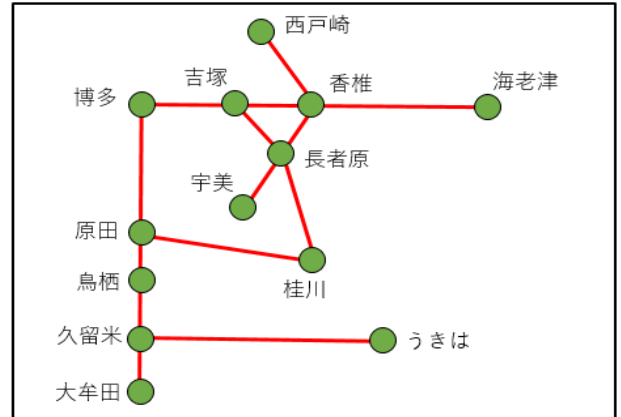 西戸崎
吉塚
香椎
海老津
博多
長者原
宇美
原田
桂川
鳥栖
久留米
うきは
大牟田